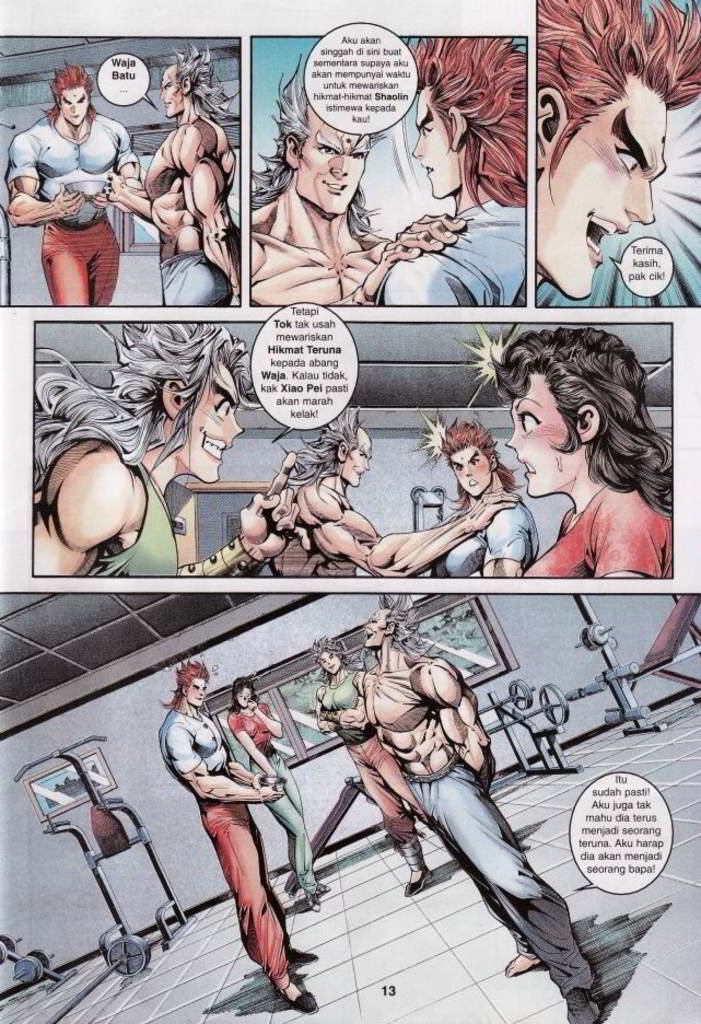 Waja
Batu
...
Aku akan
singgah di sini buat
sementara supaya aku
akan mempunyai waktu
untuk mewariskan
hikmat-hikmat Shaolin
istimewa kepada
kau!
Terima
kasih,
pak cik!
Tetapi
Tok tak usah
mewariskan
Hikmat Teruna
kepada abang
Waja. Kalau tidak,
kak Xiao Pei pasti
akan marah
kelak!
Itu
sudah pasti!
Aku juga tak
mahu dia terus
menjadi seorang
teruna. Aku harap
dia akan menjadi
seorang bapa!
13